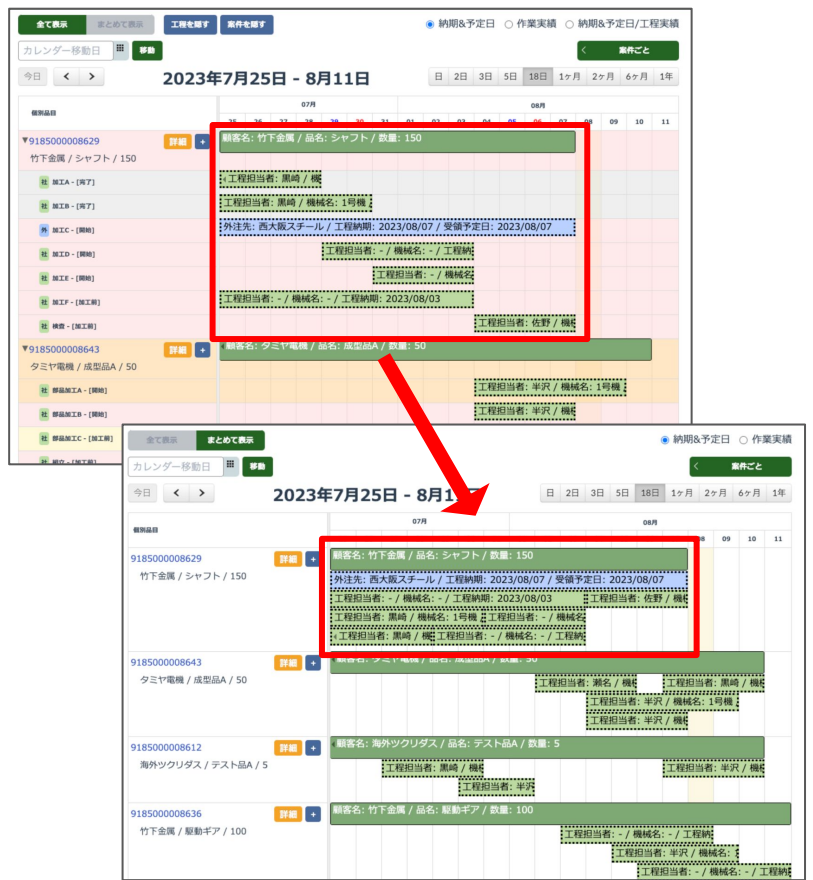 全て表示 まとめて表示 工程を隠す 案件を隠す 納期&予定日 作業実績 納期&予定日/工程実績
カレンダー移動日 移動 案件ごと
今日 2023年7月25日 - 8月11日 日 2日 3日 5日 18日 1ヶ月 2ヶ月 6ヶ月 1年
個別品目 07月 08月
25 26 27 28 29 30 31 01 02 03 04 05 06 07 08 09 10 11
▼9185000008629 詳細 + 顧客名: 竹下金属 / 品名: シャフト / 数量: 150
竹下金属 / シャフト / 150
社 加工A - [完了] 工程担当者: 黒崎 / 機
社 加工B - [完了] 工程担当者: 黒崎 / 機械名: 1号機
外 加工C - [開始] 外注先: 西大阪スチール / 工程納期: 2023/08/07 / 受領予定日: 2023/08/07
社 加工D - [開始] 工程担当者: - / 機械名: - / 工程納
社 加工E - [開始] 工程担当者: - / 機械名
社 加工F - [加工前] 工程担当者: - / 機械名: - / 工程納期: 2023/08/03
社 検査 - [加工前] 工程担当者: 佐野 / 機
▼9185000008643 詳細 + 顧客名: タミヤ電機 / 品名: 成型品A / 数量: 50
タミヤ電機 / 成型品A / 50
社 部品加工A - [開始] 工程担当者: 半沢 / 機械名: 1号機
社 部品加工B - [開始] 工程担当者: 半沢 / 機
社 部品加工C - [加工前]
全て表示 まとめて表示 納期&予定日 作業実績
カレンダー移動日 移動 案件ごと
今日 2023年7月25日 - 8月1 日 2日 3日 5日 18日 1ヶ月 2ヶ月 6ヶ月 1年
個別品目 07月 08月
09 10 11
9185000008629 詳細 + 顧客名: 竹下金属 / 品名: シャフト / 数量: 150
竹下金属 / シャフト / 150 外注先: 西大阪スチール / 工程納期: 2023/08/07 / 受領予定日: 2023/08/07
工程担当者: - / 機械名: - / 工程納期: 2023/08/03 工程担当者: 佐野 / 機
工程担当者: 黒崎 / 機械名: 1号機 工程担当者: - / 機械名
工程担当者: 黒崎 / 機 工程担当者: - / 機械名: - / 工程納
9185000008643 詳細 + 顧客名: タミヤ電機 / 品名: 成型品A / 数量: 50
タミヤ電機 / 成型品A / 50 工程担当者: 瀬名 / 機 工程担当者: 黒崎 / 機
工程担当者: 半沢 / 機械名: 1号機
工程担当者: 半沢 / 機
9185000008612 詳細 + 顧客名: 海外ツクリダス / 品名: テスト品A / 数量: 5
海外ツクリダス / テスト品A / 5 工程担当者: 黒崎 / 機 工程担当者: 半沢 / 機
工程担当者: 半沢
9185000008636 詳細 + 顧客名: 竹下金属 / 品名: 駆動ギア / 数量: 100
竹下金属 / 駆動ギア / 100 工程担当者: - / 機械名: - / 工程納
工程担当者: 半沢 / 機械名:
工程担当者: - / 機械名: - / 工程納